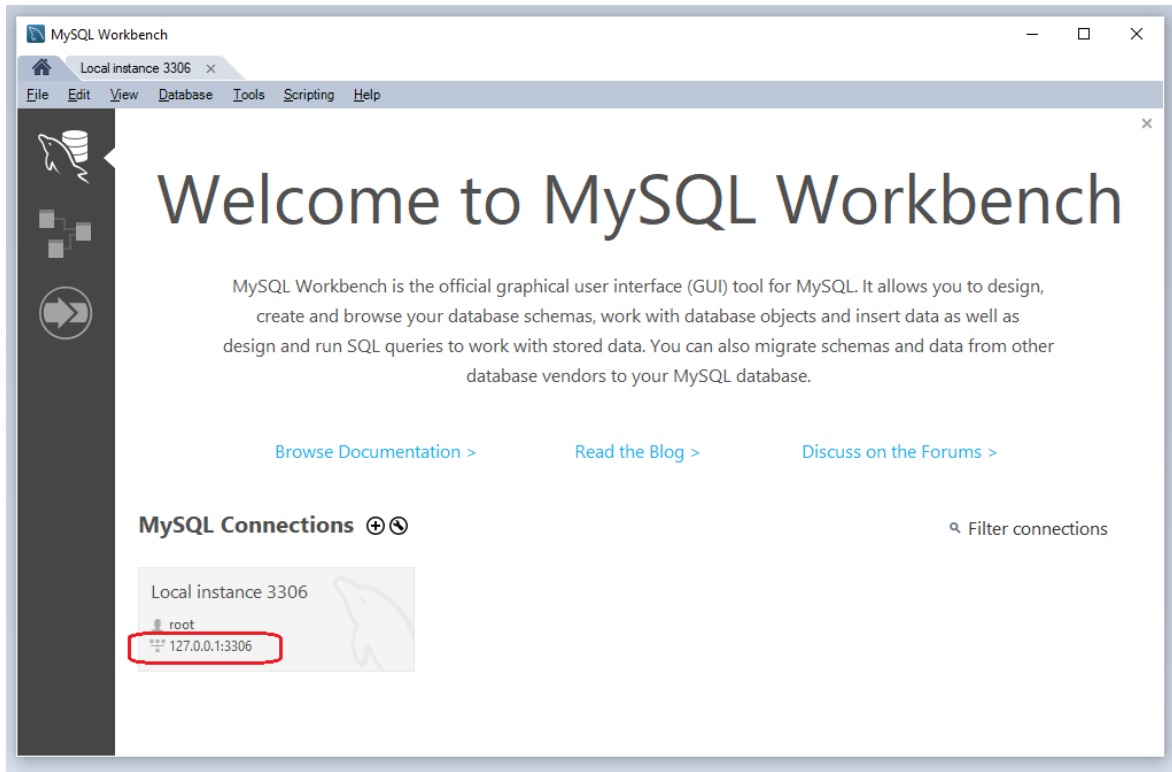 MySQL Workbench
Local instance 3306 ×
File Edit View Database Tools Scripting Help
Welcome to MySQL Workbench
MySQL Workbench is the official graphical user interface (GUI) tool for MySQL. It allows you to design,
create and browse your database schemas, work with database objects and insert data as well as
design and run SQL queries to work with stored data. You can also migrate schemas and data from other
database vendors to your MySQL database.
Browse Documentation >
Read the Blog >
Discuss on the Forums >
MySQL Connections
Filter connections
Local instance 3306
root
127.0.0.1:3306